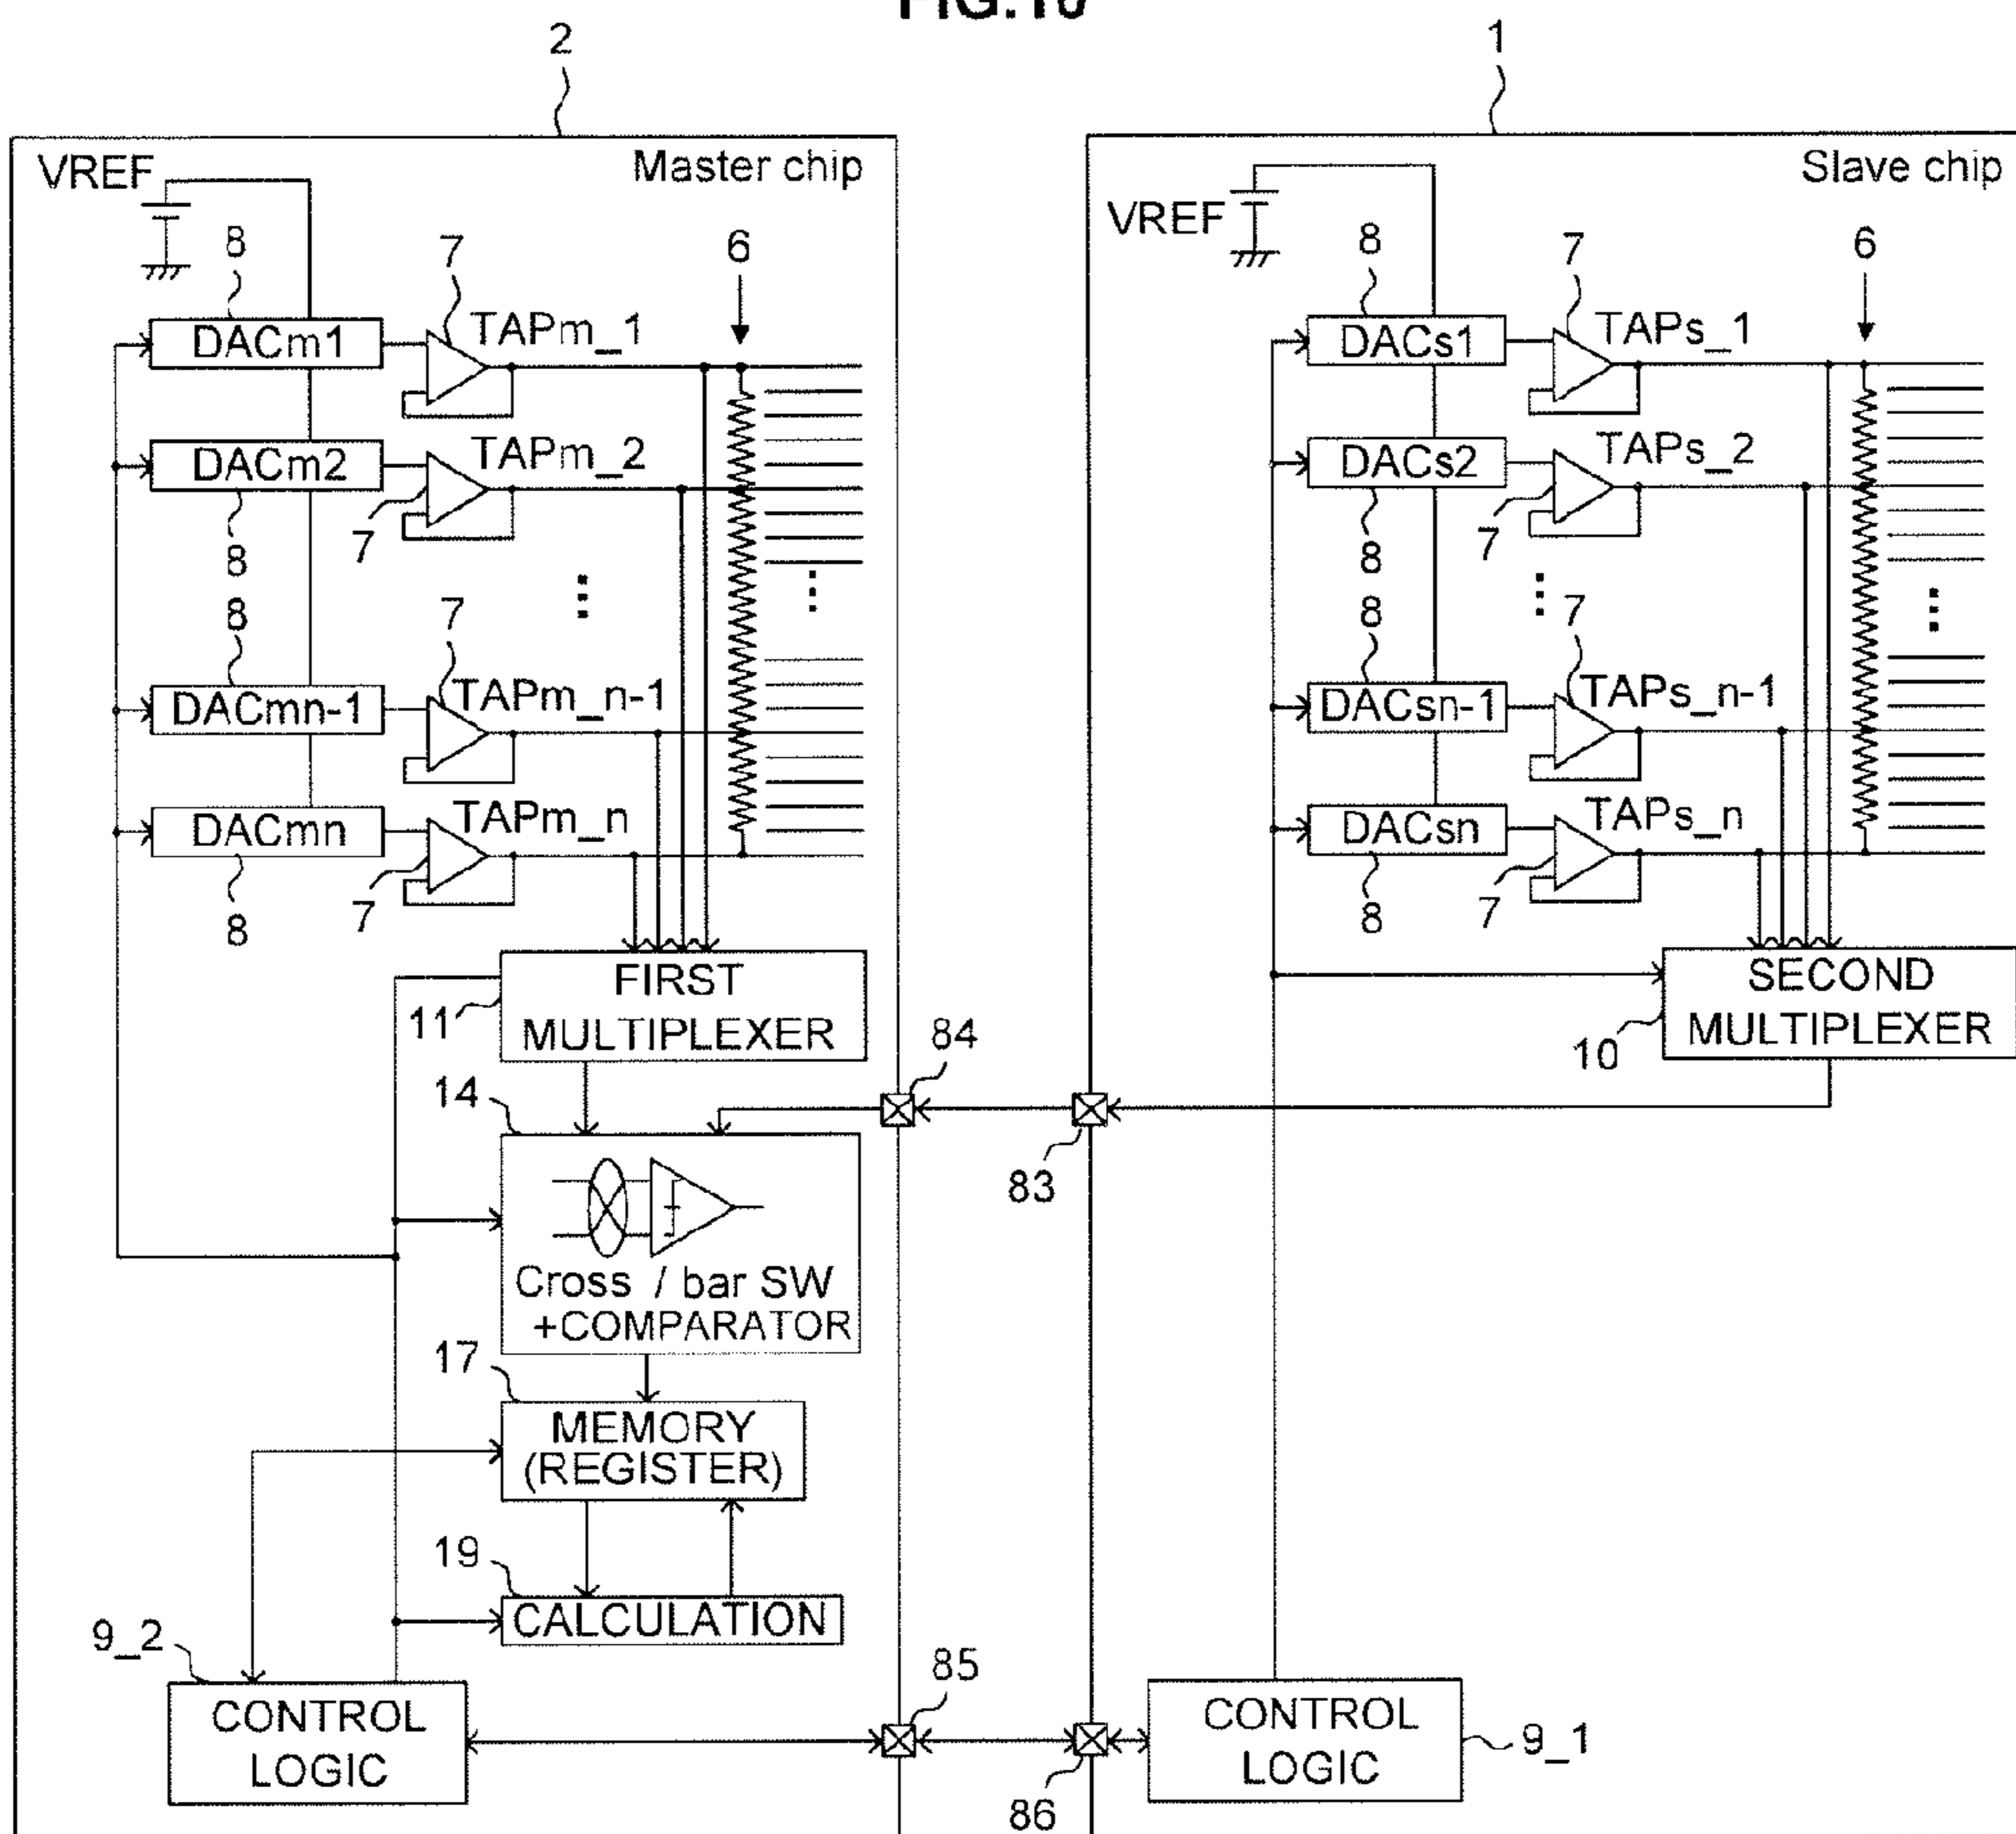 FIG.10
2
1
VREF
Master chip
8
7
6
DACm1
TAPm_1
DACm2
TAPm_2
8
7
8
7
DACmn-1
TAPm_n-1
DACmn
TAPm_n
8
7
FIRST
MULTIPLEXER
11
84
14
Cross / bar SW
+COMPARATOR
17
MEMORY
(REGISTER)
19
CALCULATION
9_2
CONTROL
LOGIC
85
VREF
Slave chip
8
7
6
DACs1
TAPs_1
DACs2
TAPs_2
8
7
8
7
DACsn-1
TAPs_n-1
DACsn
TAPs_n
8
7
SECOND
MULTIPLEXER
10
83
CONTROL
LOGIC
9_1
86